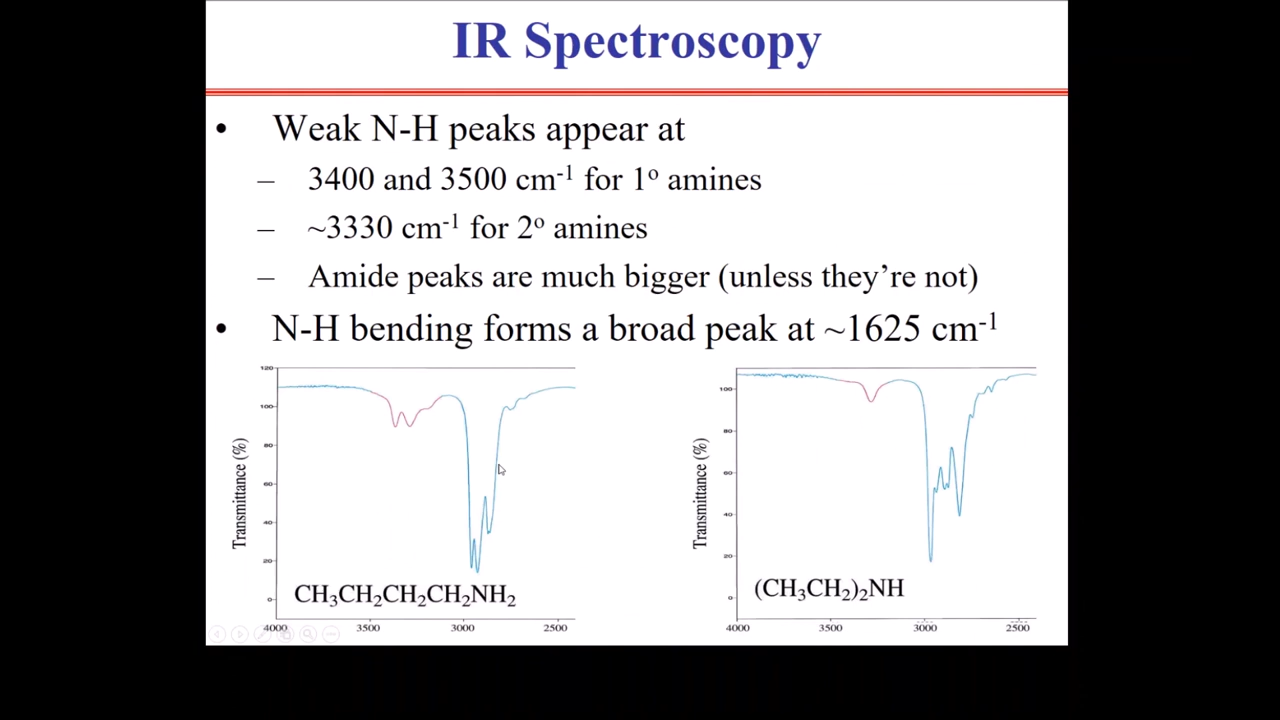 IR Spectroscopy
• Weak N-H peaks appear at
– 3400 and 3500 cm⁻¹ for 1º amines
– ~3330 cm⁻¹ for 2º amines
– Amide peaks are much bigger (unless they're not)
• N-H bending forms a broad peak at ~1625 cm⁻¹
120
100
80
60
40
20
0
Transmittance (%)
CH₃CH₂CH₂CH₂NH₂
4000 3500 3000 2500
100
80
60
40
20
0
Transmittance (%)
(CH₃CH₂)₂NH
4000 3500 3000 2500